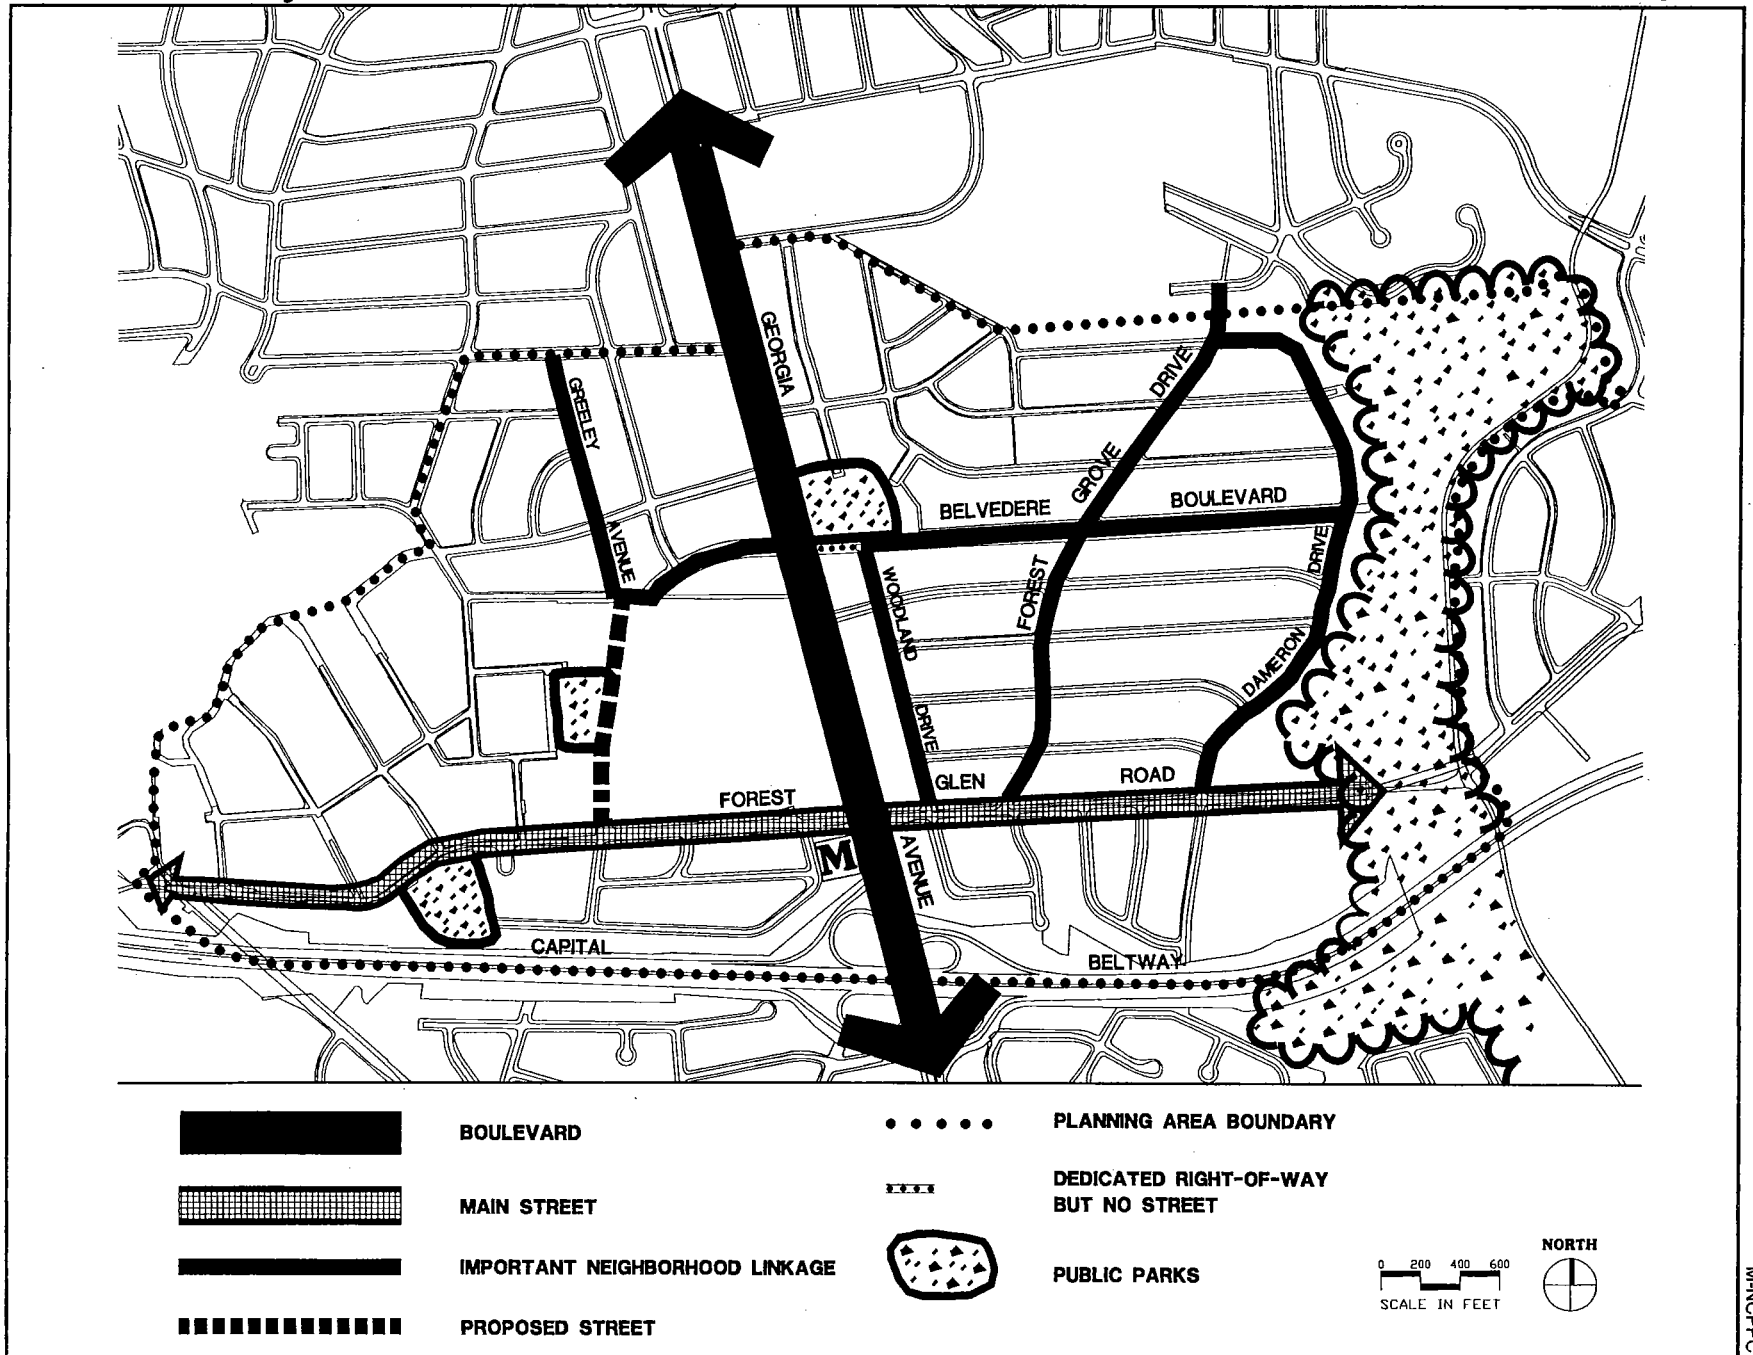 GEORGIA
GREELEY
AVENUE
BELVEDERE BOULEVARD
FOREST GROVE DRIVE
WOODLAND DRIVE
DAMERON DRIVE
FOREST GLEN ROAD
M
AVENUE
CAPITAL BELTWAY
BOULEVARD
MAIN STREET
IMPORTANT NEIGHBORHOOD LINKAGE
PROPOSED STREET
PLANNING AREA BOUNDARY
DEDICATED RIGHT-OF-WAY
BUT NO STREET
PUBLIC PARKS
0 200 400 600
SCALE IN FEET
NORTH